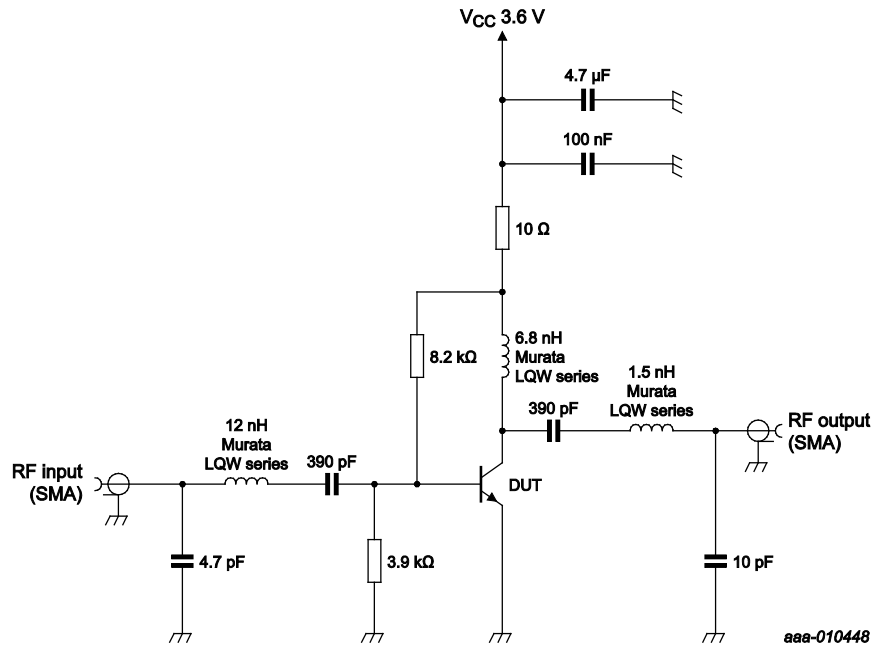 VCC 3.6 V
4.7 µF
100 nF
10 Ω
8.2 kΩ
6.8 nH
Murata
LQW series
1.5 nH
Murata
LQW series
390 pF
RF output
(SMA)
12 nH
Murata
LQW series
390 pF
RF input
(SMA)
DUT
4.7 pF
3.9 kΩ
10 pF
aaa-010448